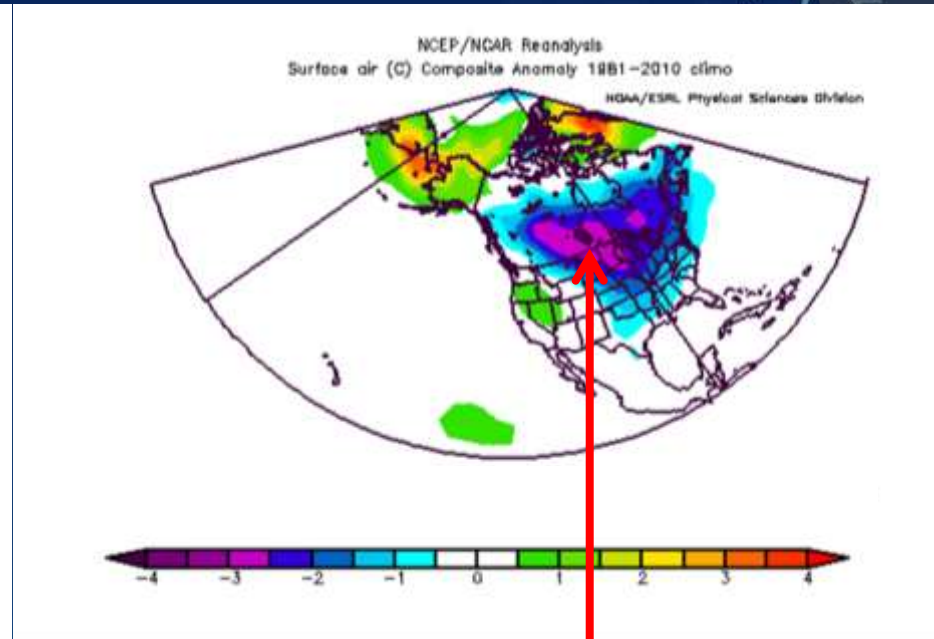 NCEP/NCAR Reanalysis
Surface air (C) Composite Anomaly 1981-2010 climo
NOAA/ESRL Physical Sciences Division
-4 -3 -2 -1 0 1 2 3 4